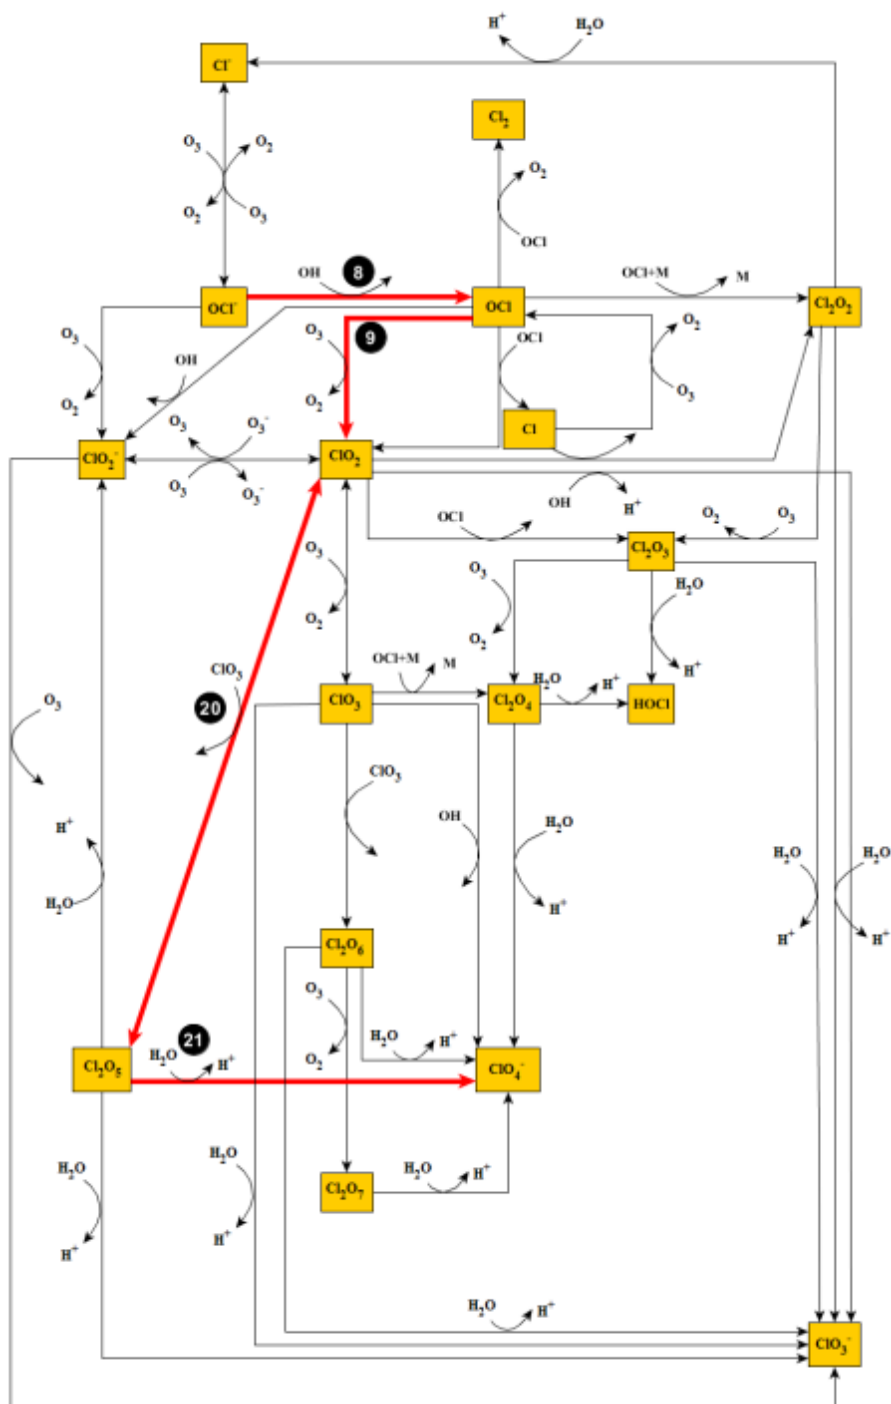 H⁺ H₂O
Cl⁻
Cl₂
O₃ O₂
O₂
O₂ O₃
OCl
OH 8
OCl+M M
OCl⁻ OCl Cl₂O₂
9
O₃ OCl O₂
O₃ OH
O₂ O₂ O₃
Cl
O₃ O₃⁻
ClO₂⁻ ClO₂
O₃ O₃⁻
OH H⁺
OCl O₂ O₃
Cl₂O₃
O₃ O₃ H₂O
O₂ O₂
ClO₃ OCl+M M H₂O H⁺ H⁺
20 ClO₃ Cl₂O₄ HOCl
O₃
ClO₃
H⁺ OH H₂O
H₂O H₂O H₂O
H⁺ H⁺ H⁺
Cl₂O₆
O₃
21 H₂O H⁺
H₂O H⁺ O₂
Cl₂O₅ ClO₄⁻
H₂O H₂O
Cl₂O₇ H₂O H⁺
H⁺ H⁺
H₂O H⁺
ClO₃⁻